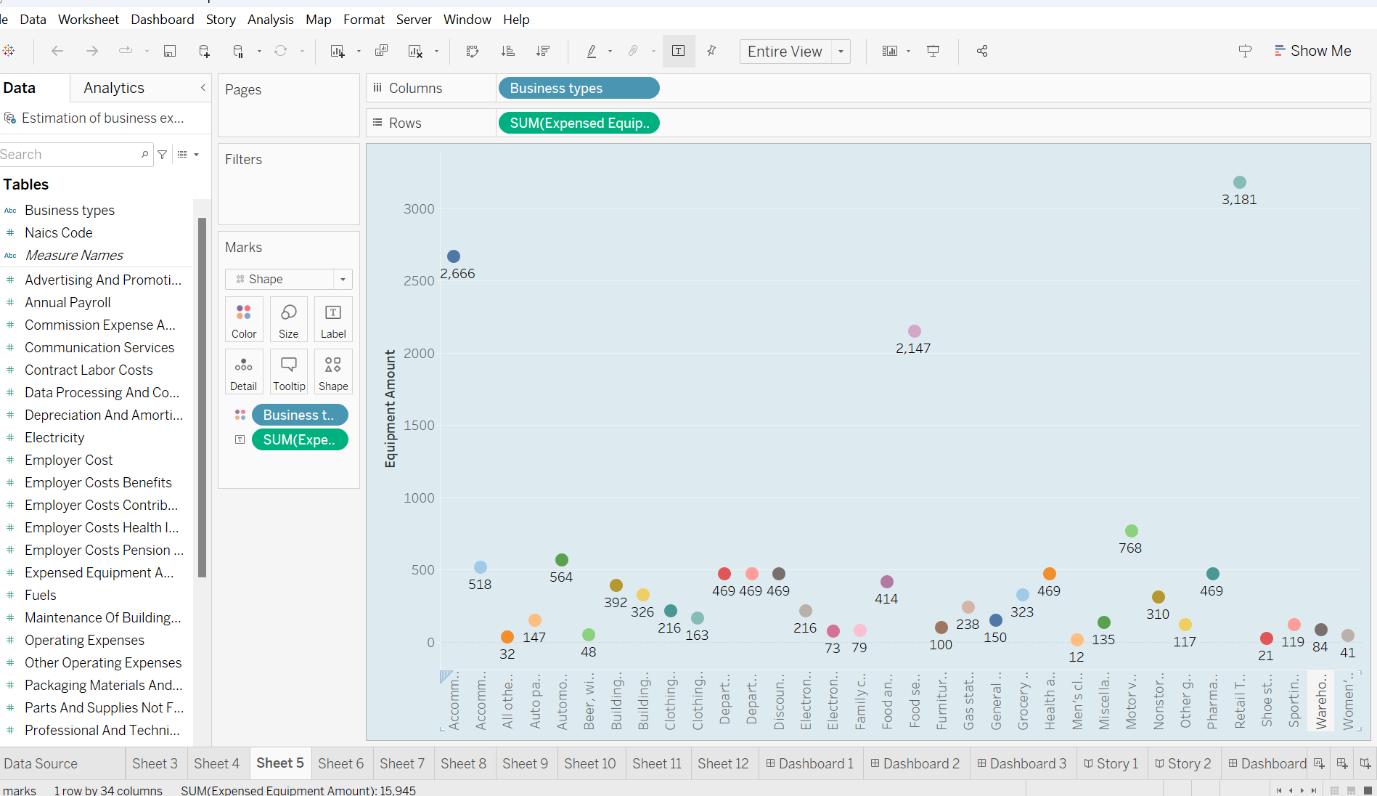 le Data Worksheet Dashboard Story Analysis Map Format Server Window Help
Entire View
Show Me
Data Analytics
Estimation of business ex...
Search
Tables
Abc Business types
# Naics Code
Abc Measure Names
# Advertising And Promoti...
# Annual Payroll
# Commission Expense A...
# Communication Services
# Contract Labor Costs
# Data Processing And Co...
# Depreciation And Amorti...
# Electricity
# Employer Cost
# Employer Costs Benefits
# Employer Costs Contrib...
# Employer Costs Health I...
# Employer Costs Pension ...
# Expensed Equipment A...
# Fuels
# Maintenance Of Building...
# Operating Expenses
# Other Operating Expenses
# Packaging Materials And...
# Parts And Supplies Not F...
# Professional And Techni...
Pages
Filters
Marks
Shape
Color Size Label
Detail Tooltip Shape
Business t..
SUM(Expe..
Columns Business types
Rows SUM(Expensed Equip..
Equipment Amount
3000
2500
2000
1500
1000
500
0
2,666
518
32
147
564
48
392
326
216
163
469
469
469
216
73
79
414
2,147
100
238
150
323
469
12
135
768
310
117
469
3,181
21
119
84
41
Accomm..
Accomm..
All othe..
Auto pa..
Automo..
Beer, wi..
Building..
Building..
Clothing..
Clothing..
Depart..
Depart..
Discoun..
Electron..
Electron..
Family c..
Food an..
Food se..
Furnitur..
Gas stat..
General ..
Grocery ..
Health a..
Men's cl..
Miscella..
Motor v..
Nonstor..
Other g..
Pharma..
Retail T..
Shoe st..
Sportin..
Wareho..
Women'..
Data Source Sheet 3 Sheet 4 Sheet 5 Sheet 6 Sheet 7 Sheet 8 Sheet 9 Sheet 10 Sheet 11 Sheet 12 Dashboard 1 Dashboard 2 Dashboard 3 Story 1 Story 2 Dashboard
marks 1 row by 34 columns SUM(Expensed Equipment Amount): 15,945